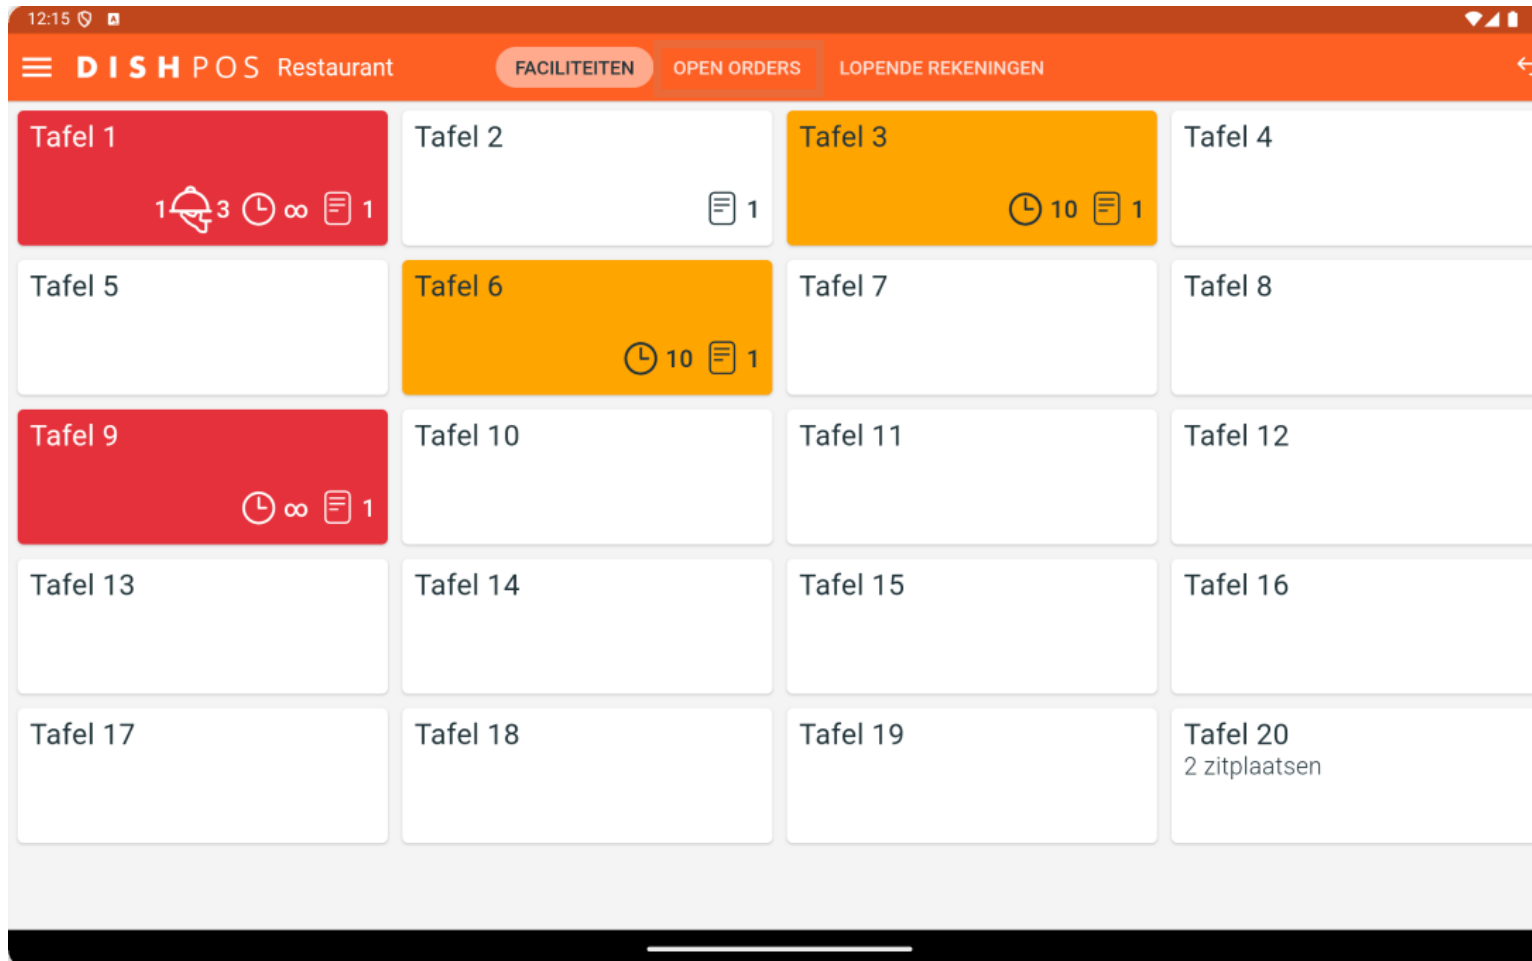 12:15
DISH POS Restaurant FACILITEITEN OPEN ORDERS LOPENDE REKENINGEN
Tafel 1 Tafel 2 Tafel 3 Tafel 4
1 3 ∞ 1 1 10 1
Tafel 5 Tafel 6 Tafel 7 Tafel 8
10 1
Tafel 9 Tafel 10 Tafel 11 Tafel 12
∞ 1
Tafel 13 Tafel 14 Tafel 15 Tafel 16
Tafel 17 Tafel 18 Tafel 19 Tafel 20
2 zitplaatsen